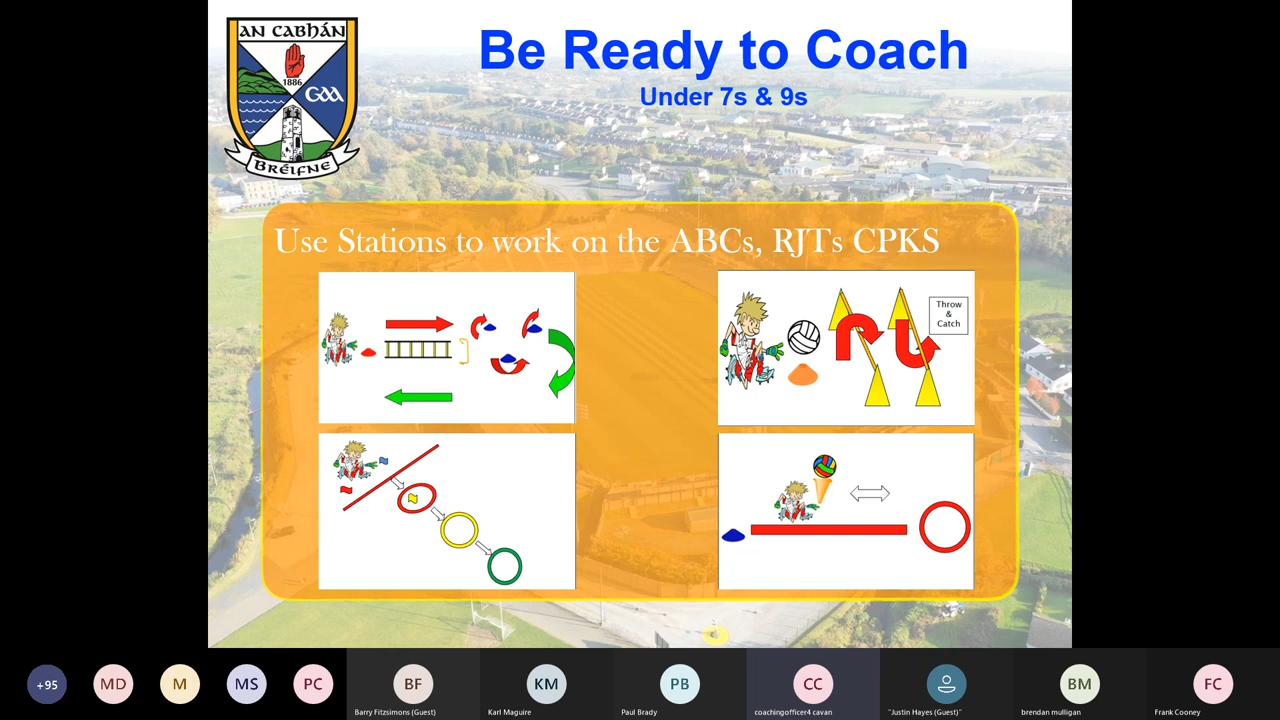 AN CABHÁN
1886
GAA
BRÉIFNE
Be Ready to Coach
Under 7s & 9s
Use Stations to work on the ABCs, RJTs CPKS
Throw
&
Catch
+95
MD
M
MS
PC
BF
KM
PB
CC
BM
FC
Barry Fitzsimons (Guest)
Karl Maguire
Paul Brady
coachingofficer4 cavan
"Justin Hayes (Guest)"
brendan mulligan
Frank Cooney